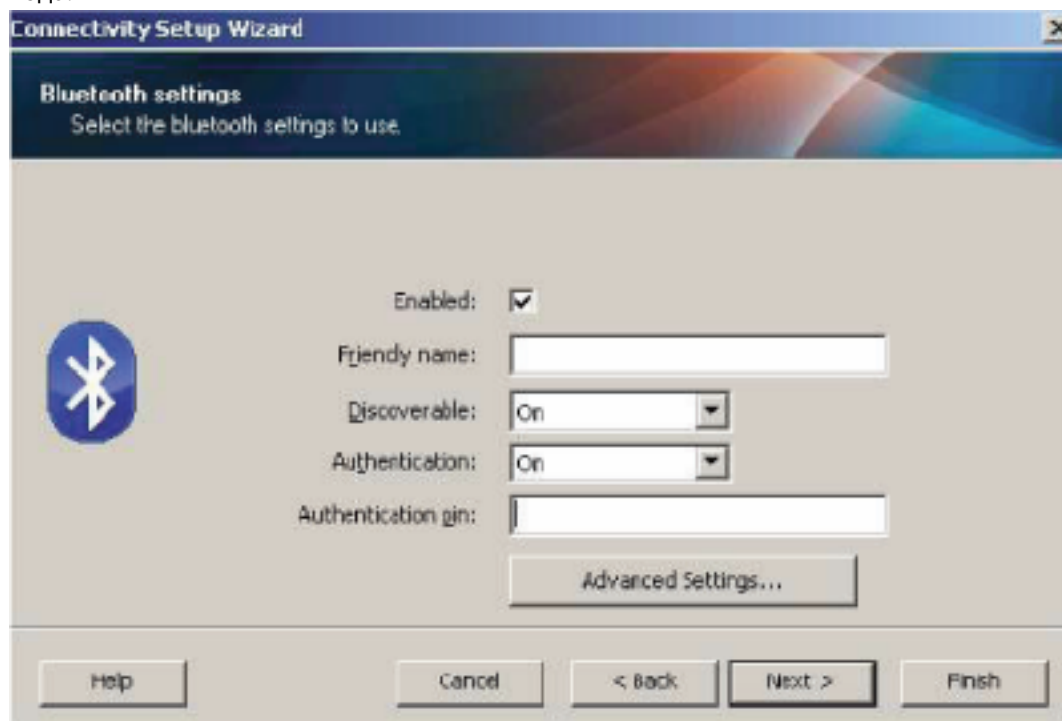 Connectivity Setup Wizard
Bluetooth settings
Select the bluetooth settings to use.
Enabled:
Friendy name:
Discoverable:
On
Authentication:
On
Authentication pin:
Advanced Settings...
Help
Cancel
< Back
Next >
Finish